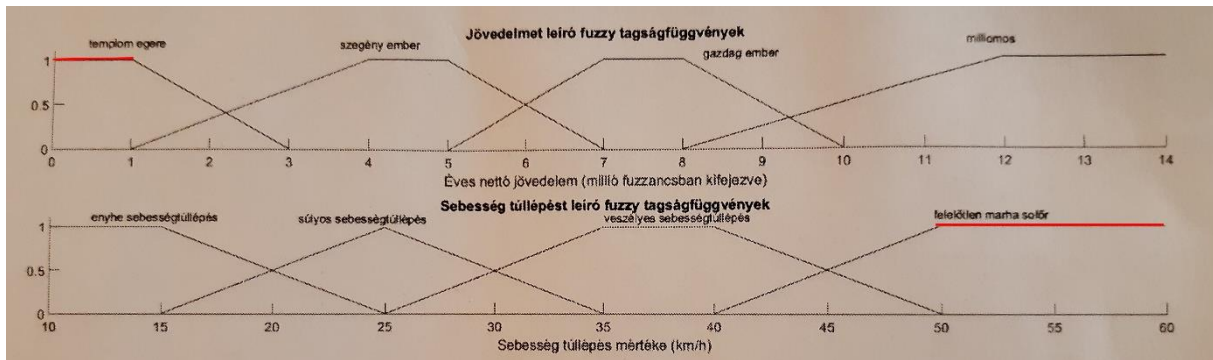 Jövedelmet leíró fuzzy tagságfüggvények
templom egere szegény ember gazdag ember milliomos
1
0.5
0
0 1 2 3 4 5 6 7 8 9 10 11 12 13 14
Éves nettó jövedelem (millió fuzzancsban kifejezve)
Sebesség túllépést leíró fuzzy tagságfüggvények
enyhe sebességtúllépés súlyos sebességtúllépés veszélyes sebességtúllépés felelőtlen marha sofőr
1
0.5
0
10 15 20 25 30 35 40 45 50 55 60
Sebesség túllépés mértéke (km/h)